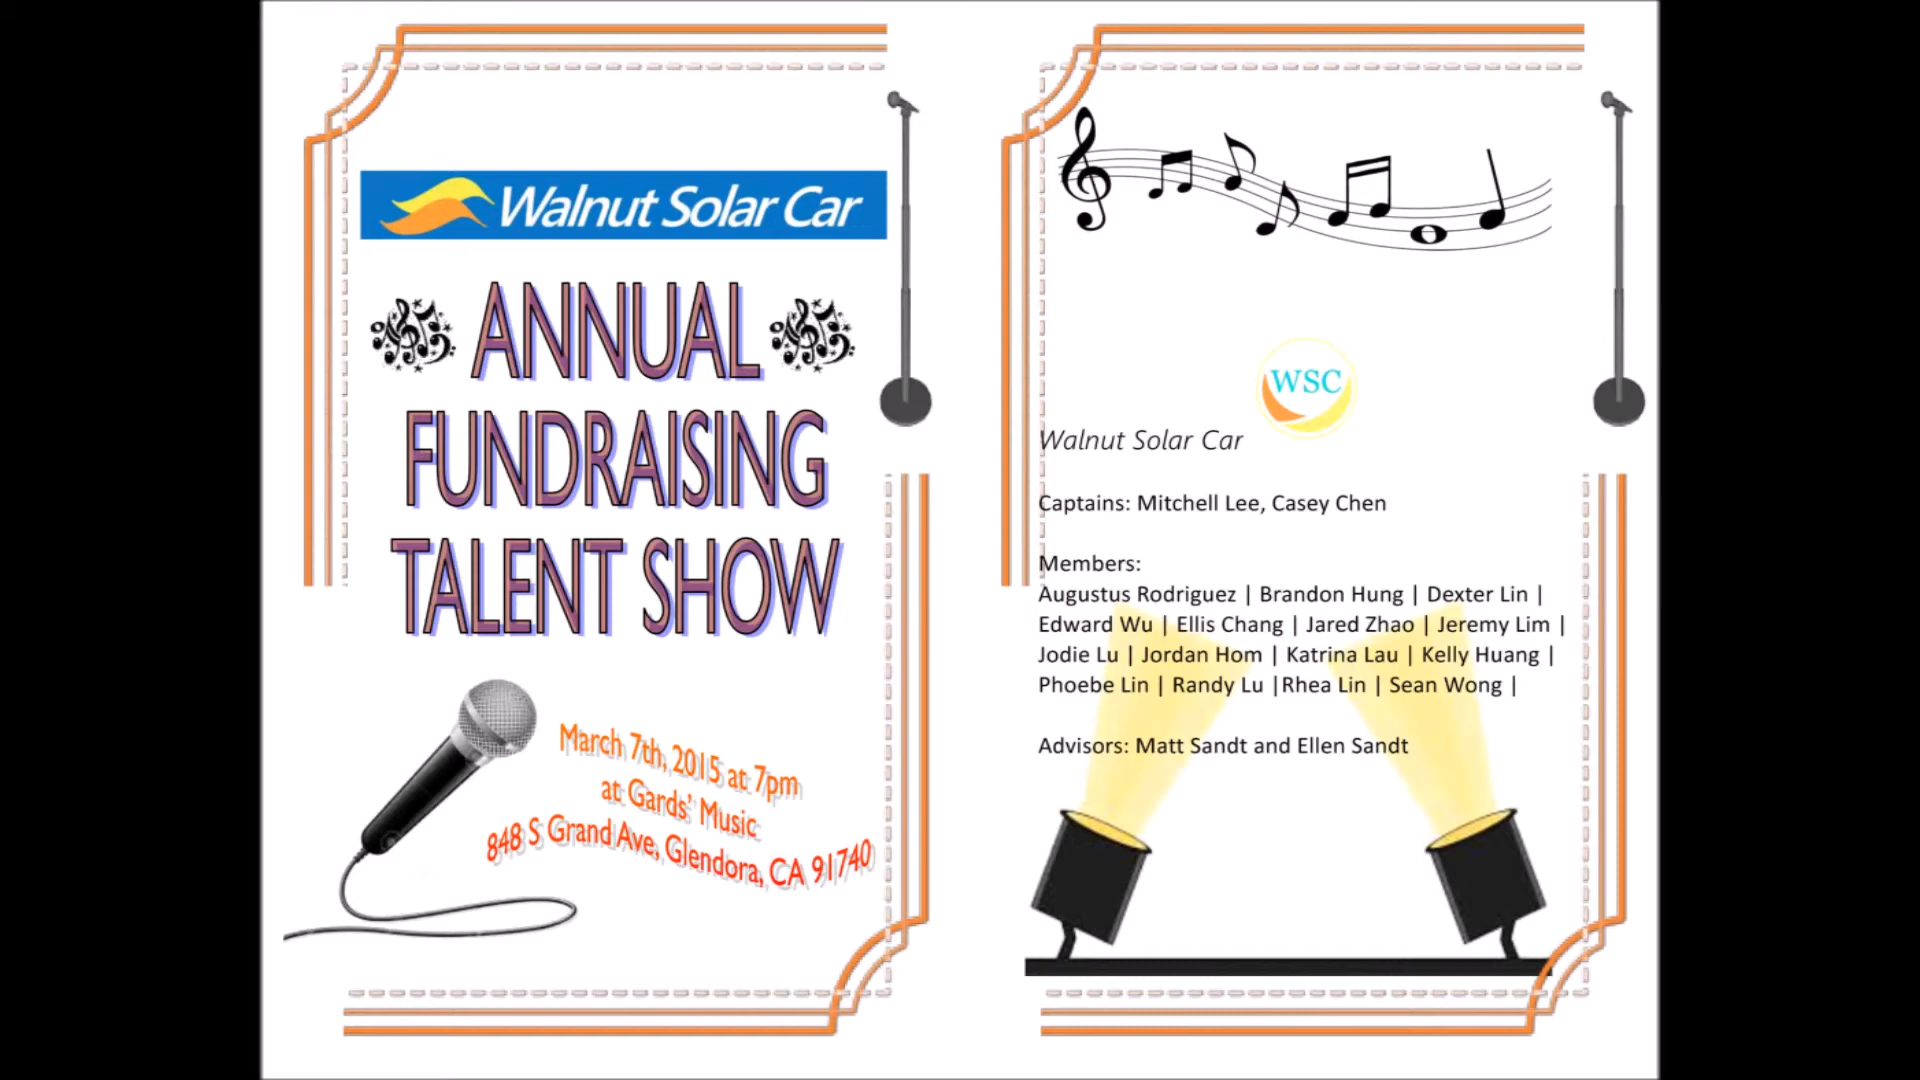 Walnut Solar Car
ANNUAL
FUNDRAISING
TALENT SHOW
March 7th, 2015 at 7pm
at Gards' Music
848 S Grand Ave, Glendora, CA 91740
WSC
Walnut Solar Car
Captains: Mitchell Lee, Casey Chen
Members:
Augustus Rodriguez | Brandon Hung | Dexter Lin |
Edward Wu | Ellis Chang | Jared Zhao | Jeremy Lim |
Jodie Lu | Jordan Hom | Katrina Lau | Kelly Huang |
Phoebe Lin | Randy Lu |Rhea Lin | Sean Wong |
Advisors: Matt Sandt and Ellen Sandt